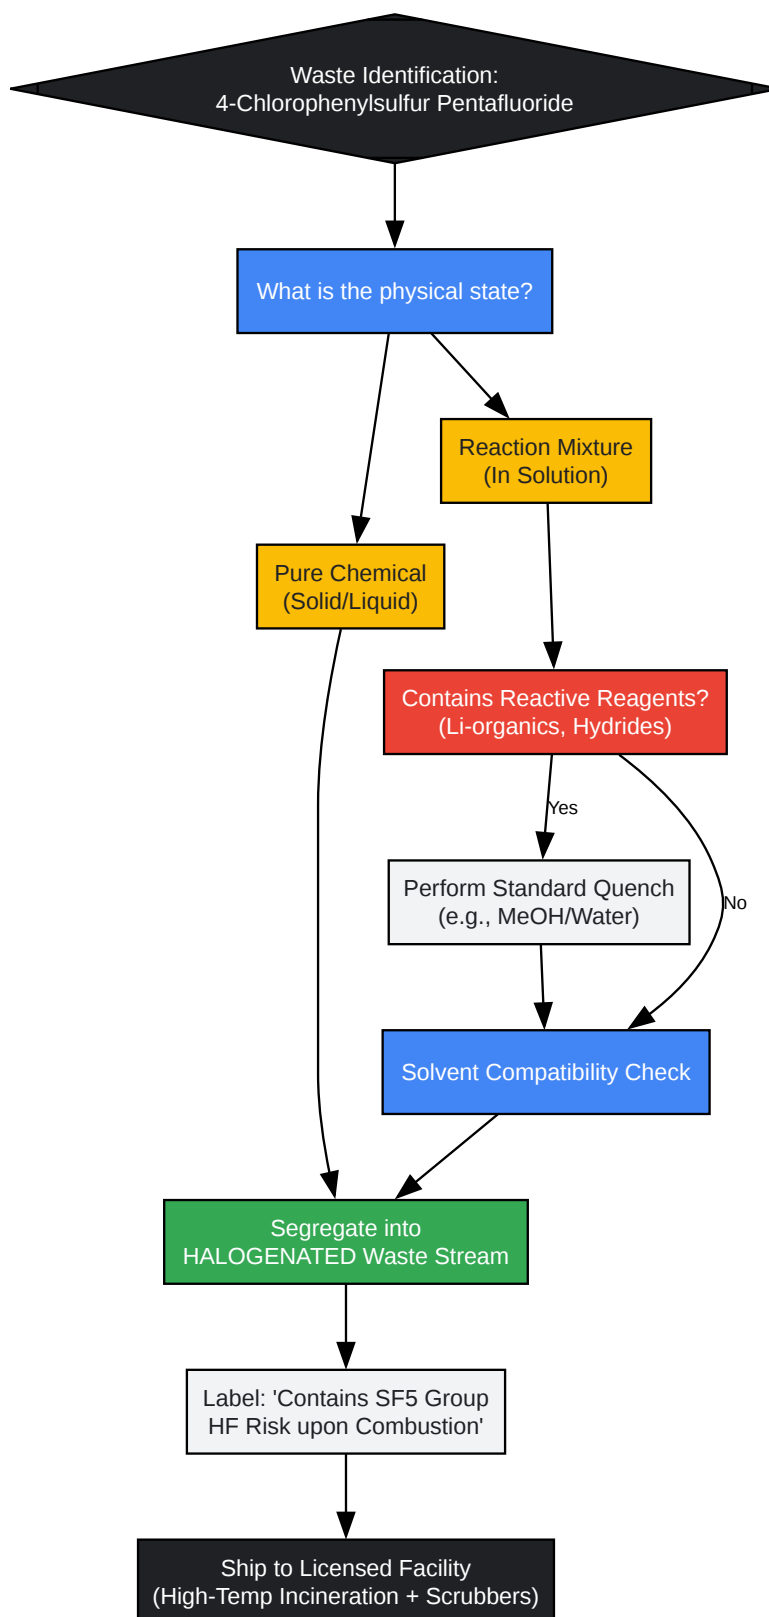 Waste Identification:
4-Chlorophenylsulfur Pentafluoride
What is the physical state?
Reaction Mixture
(In Solution)
Pure Chemical
(Solid/Liquid)
Contains Reactive Reagents?
(Li-organics, Hydrides)
Yes
Perform Standard Quench
(e.g., MeOH/Water)
No
Solvent Compatibility Check
Segregate into
HALOGENATED Waste Stream
Label: 'Contains SF5 Group
HF Risk upon Combustion'
Ship to Licensed Facility
(High-Temp Incineration + Scrubbers)